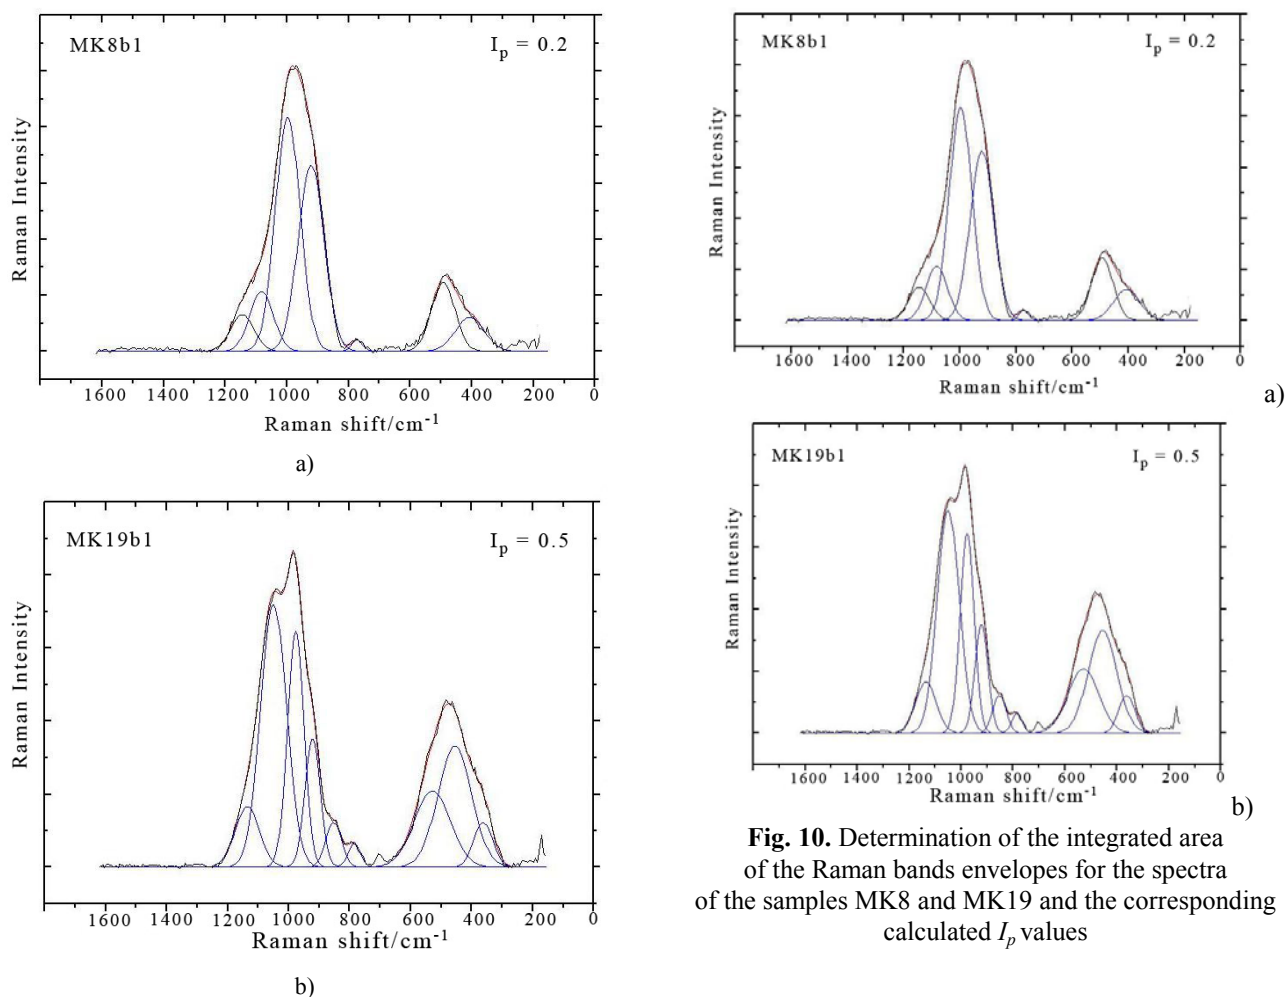 MK8b1
I_p = 0.2
Raman Intensity
1600 1400 1200 1000 800 600 400 200 0
Raman shift/cm⁻¹
a)
MK19b1
I_p = 0.5
Raman Intensity
1600 1400 1200 1000 800 600 400 200 0
Raman shift/cm⁻¹
b)
MK8b1
I_p = 0.2
Raman Intensity
1600 1400 1200 1000 800 600 400 200 0
Raman shift/cm⁻¹
a)
MK19b1
I_p = 0.5
Raman Intensity
1600 1400 1200 1000 800 600 400 200 0
Raman shift/cm⁻¹
b)
Fig. 10. Determination of the integrated area
of the Raman bands envelopes for the spectra
of the samples MK8 and MK19 and the corresponding
calculated I_p values